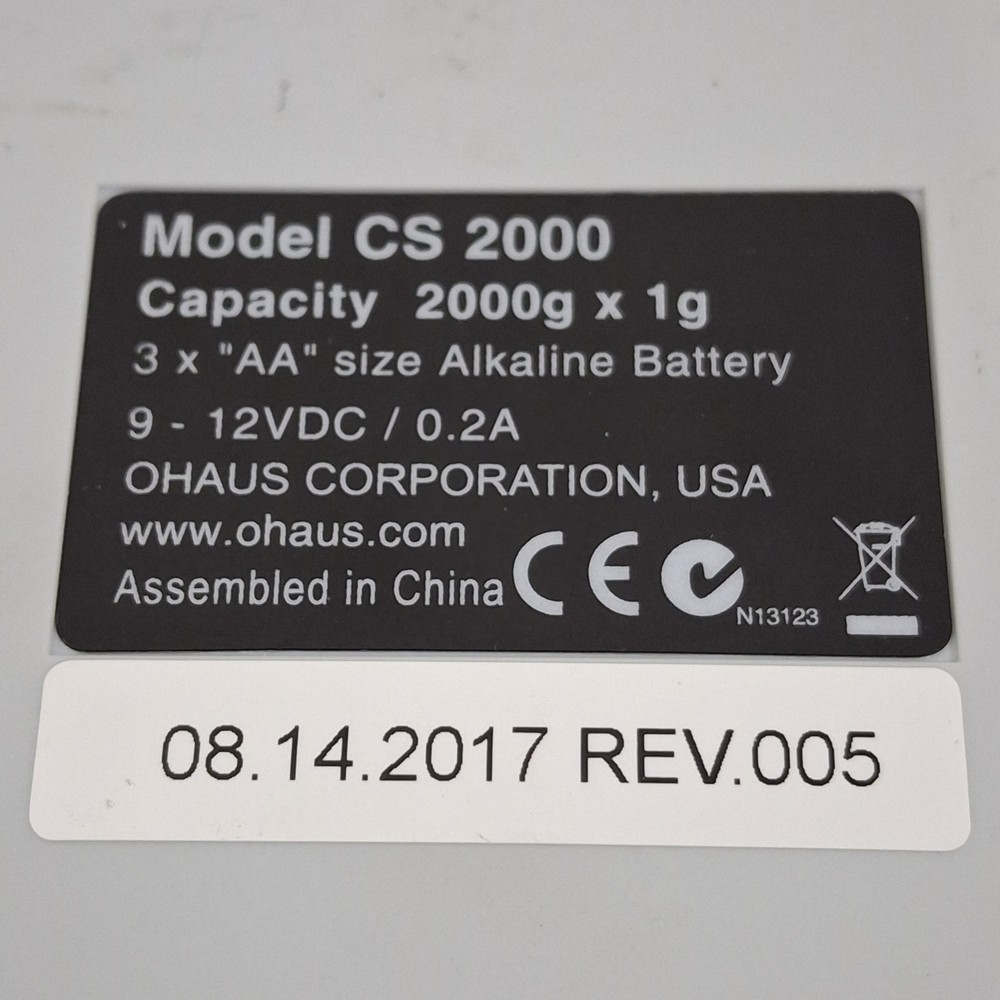 Model CS 2000
Capacity 2000g x 1g
3 x "AA" size Alkaline Battery
9 - 12VDC / 0.2A
OHAUS CORPORATION, USA
www.ohaus.com
Assembled in China CE
N13123
08.14.2017 REV.005